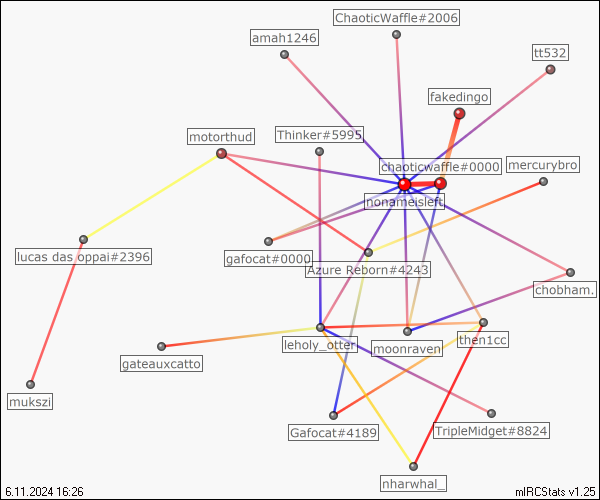 ChaoticWaffle#2006
amah1246
tt532
fakedingo
motorthud
Thinker#5995
chaoticwaffle#0000
mercurybro
nonameisleft
lucas das oppai#2396
gafocat#0000
Azure Reborn#4243
chobham.
leholy_otter
moonraven
then1cc
gateauxcatto
mukszi
Gafocat#4189
TripleMidget#8824
nharwhal_
6.11.2024 16:26
mIRCStats v1.25